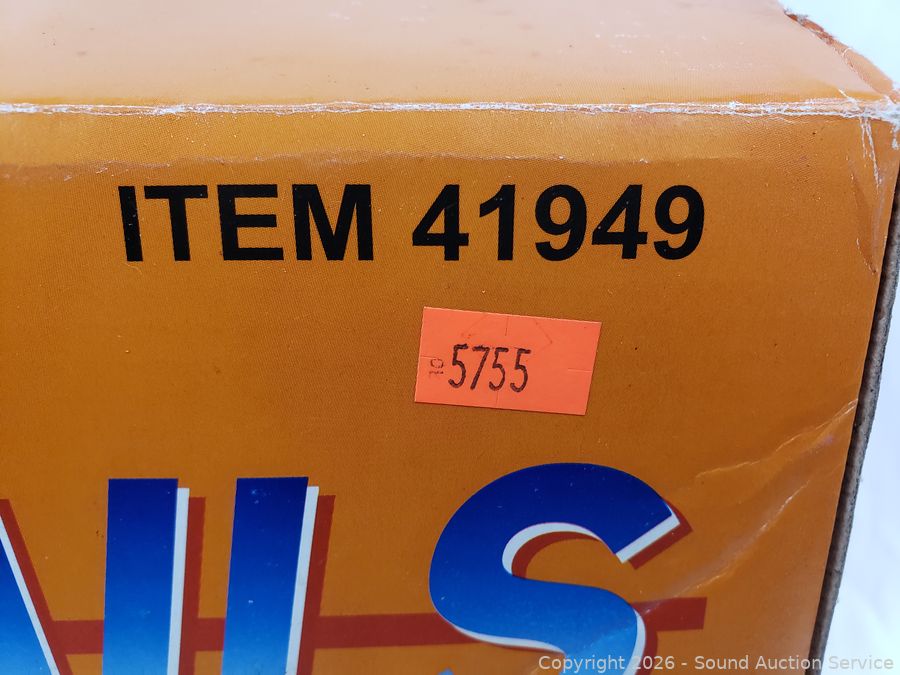 ITEM 41949
5755
S
Copyright 2026 - Sound Auction Service